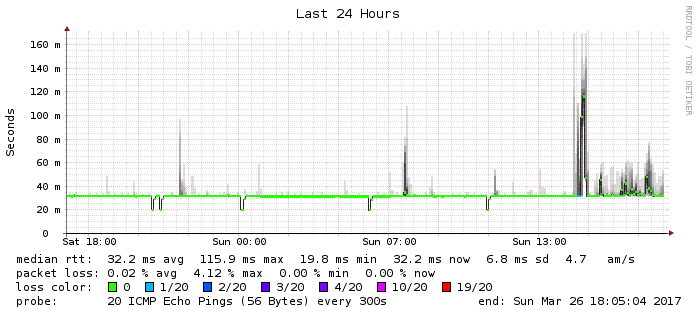 Last 24 Hours
RRDTOOL / TOBI OETIKER
Seconds
160 m
140 m
120 m
100 m
80 m
60 m
40 m
20 m
0
Sat 18:00 Sun 00:00 Sun 07:00 Sun 13:00
median rtt: 32.2 ms avg 115.9 ms max 19.8 ms min 32.2 ms now 6.8 ms sd 4.7 am/s
packet loss: 0.02 % avg 4.12 % max 0.00 % min 0.00 % now
loss color: 0 1/20 2/20 3/20 4/20 10/20 19/20
probe: 20 ICMP Echo Pings (56 Bytes) every 300s end: Sun Mar 26 18:05:04 2017